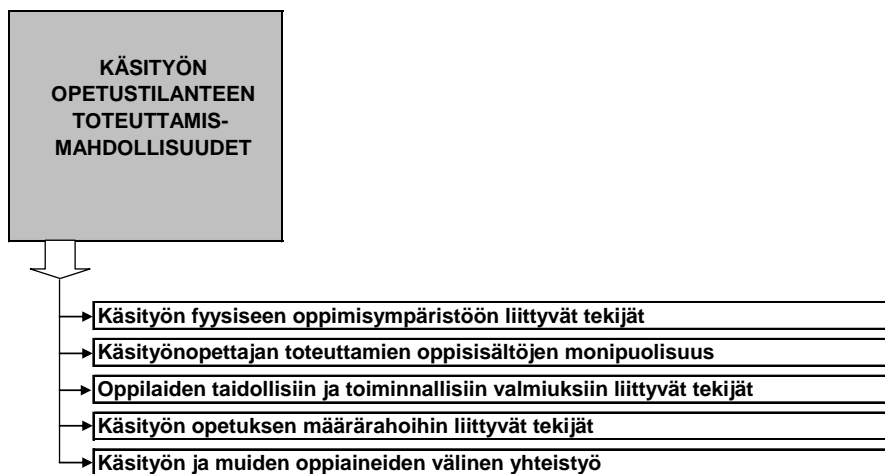 KÄSITYÖN
OPETUSTILANTEEN
TOTEUTTAMIS-
MAHDOLLISUUDET
Käsityön fyysiseen oppimisympäristöön liittyvät tekijät
Käsityönopettajan toteuttamien oppisisältöjen monipuolisuus
Oppilaiden taidollisiin ja toiminnallisiin valmiuksiin liittyvät tekijät
Käsityön opetuksen määrärahoihin liittyvät tekijät
Käsityön ja muiden oppiaineiden välinen yhteistyö